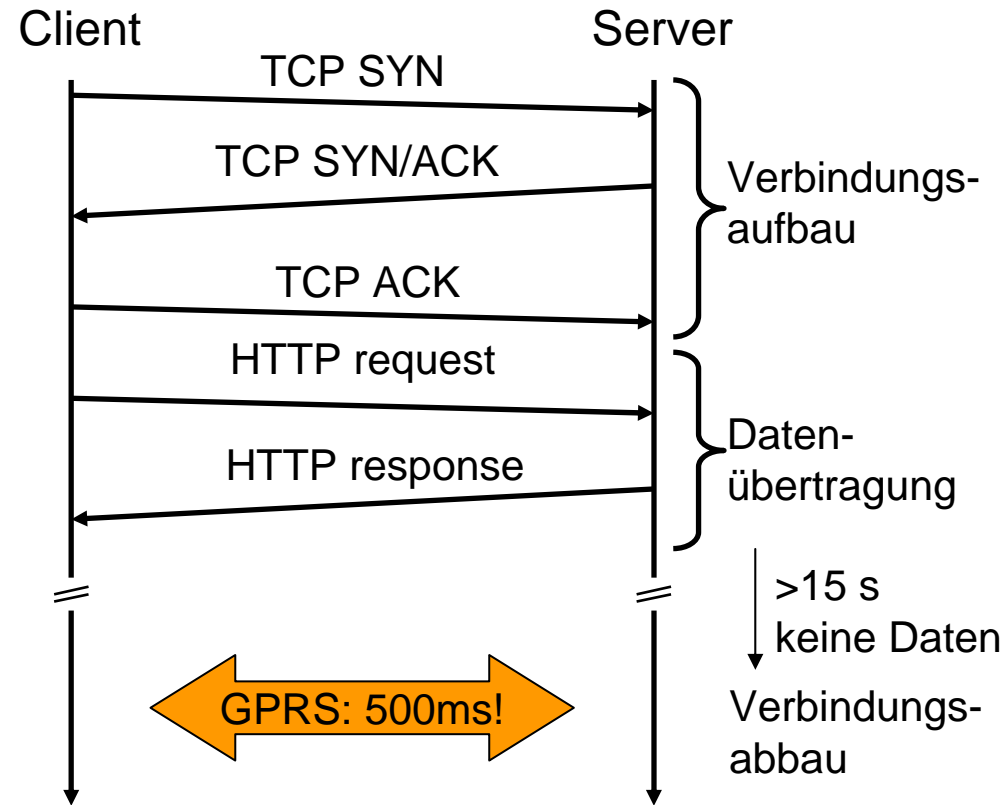 Client
Server
TCP SYN
TCP SYN/ACK
Verbindungs-
aufbau
TCP ACK
HTTP request
Daten-
übertragung
HTTP response
>15 s
keine Daten
GPRS: 500ms!
Verbindungs-
abbau